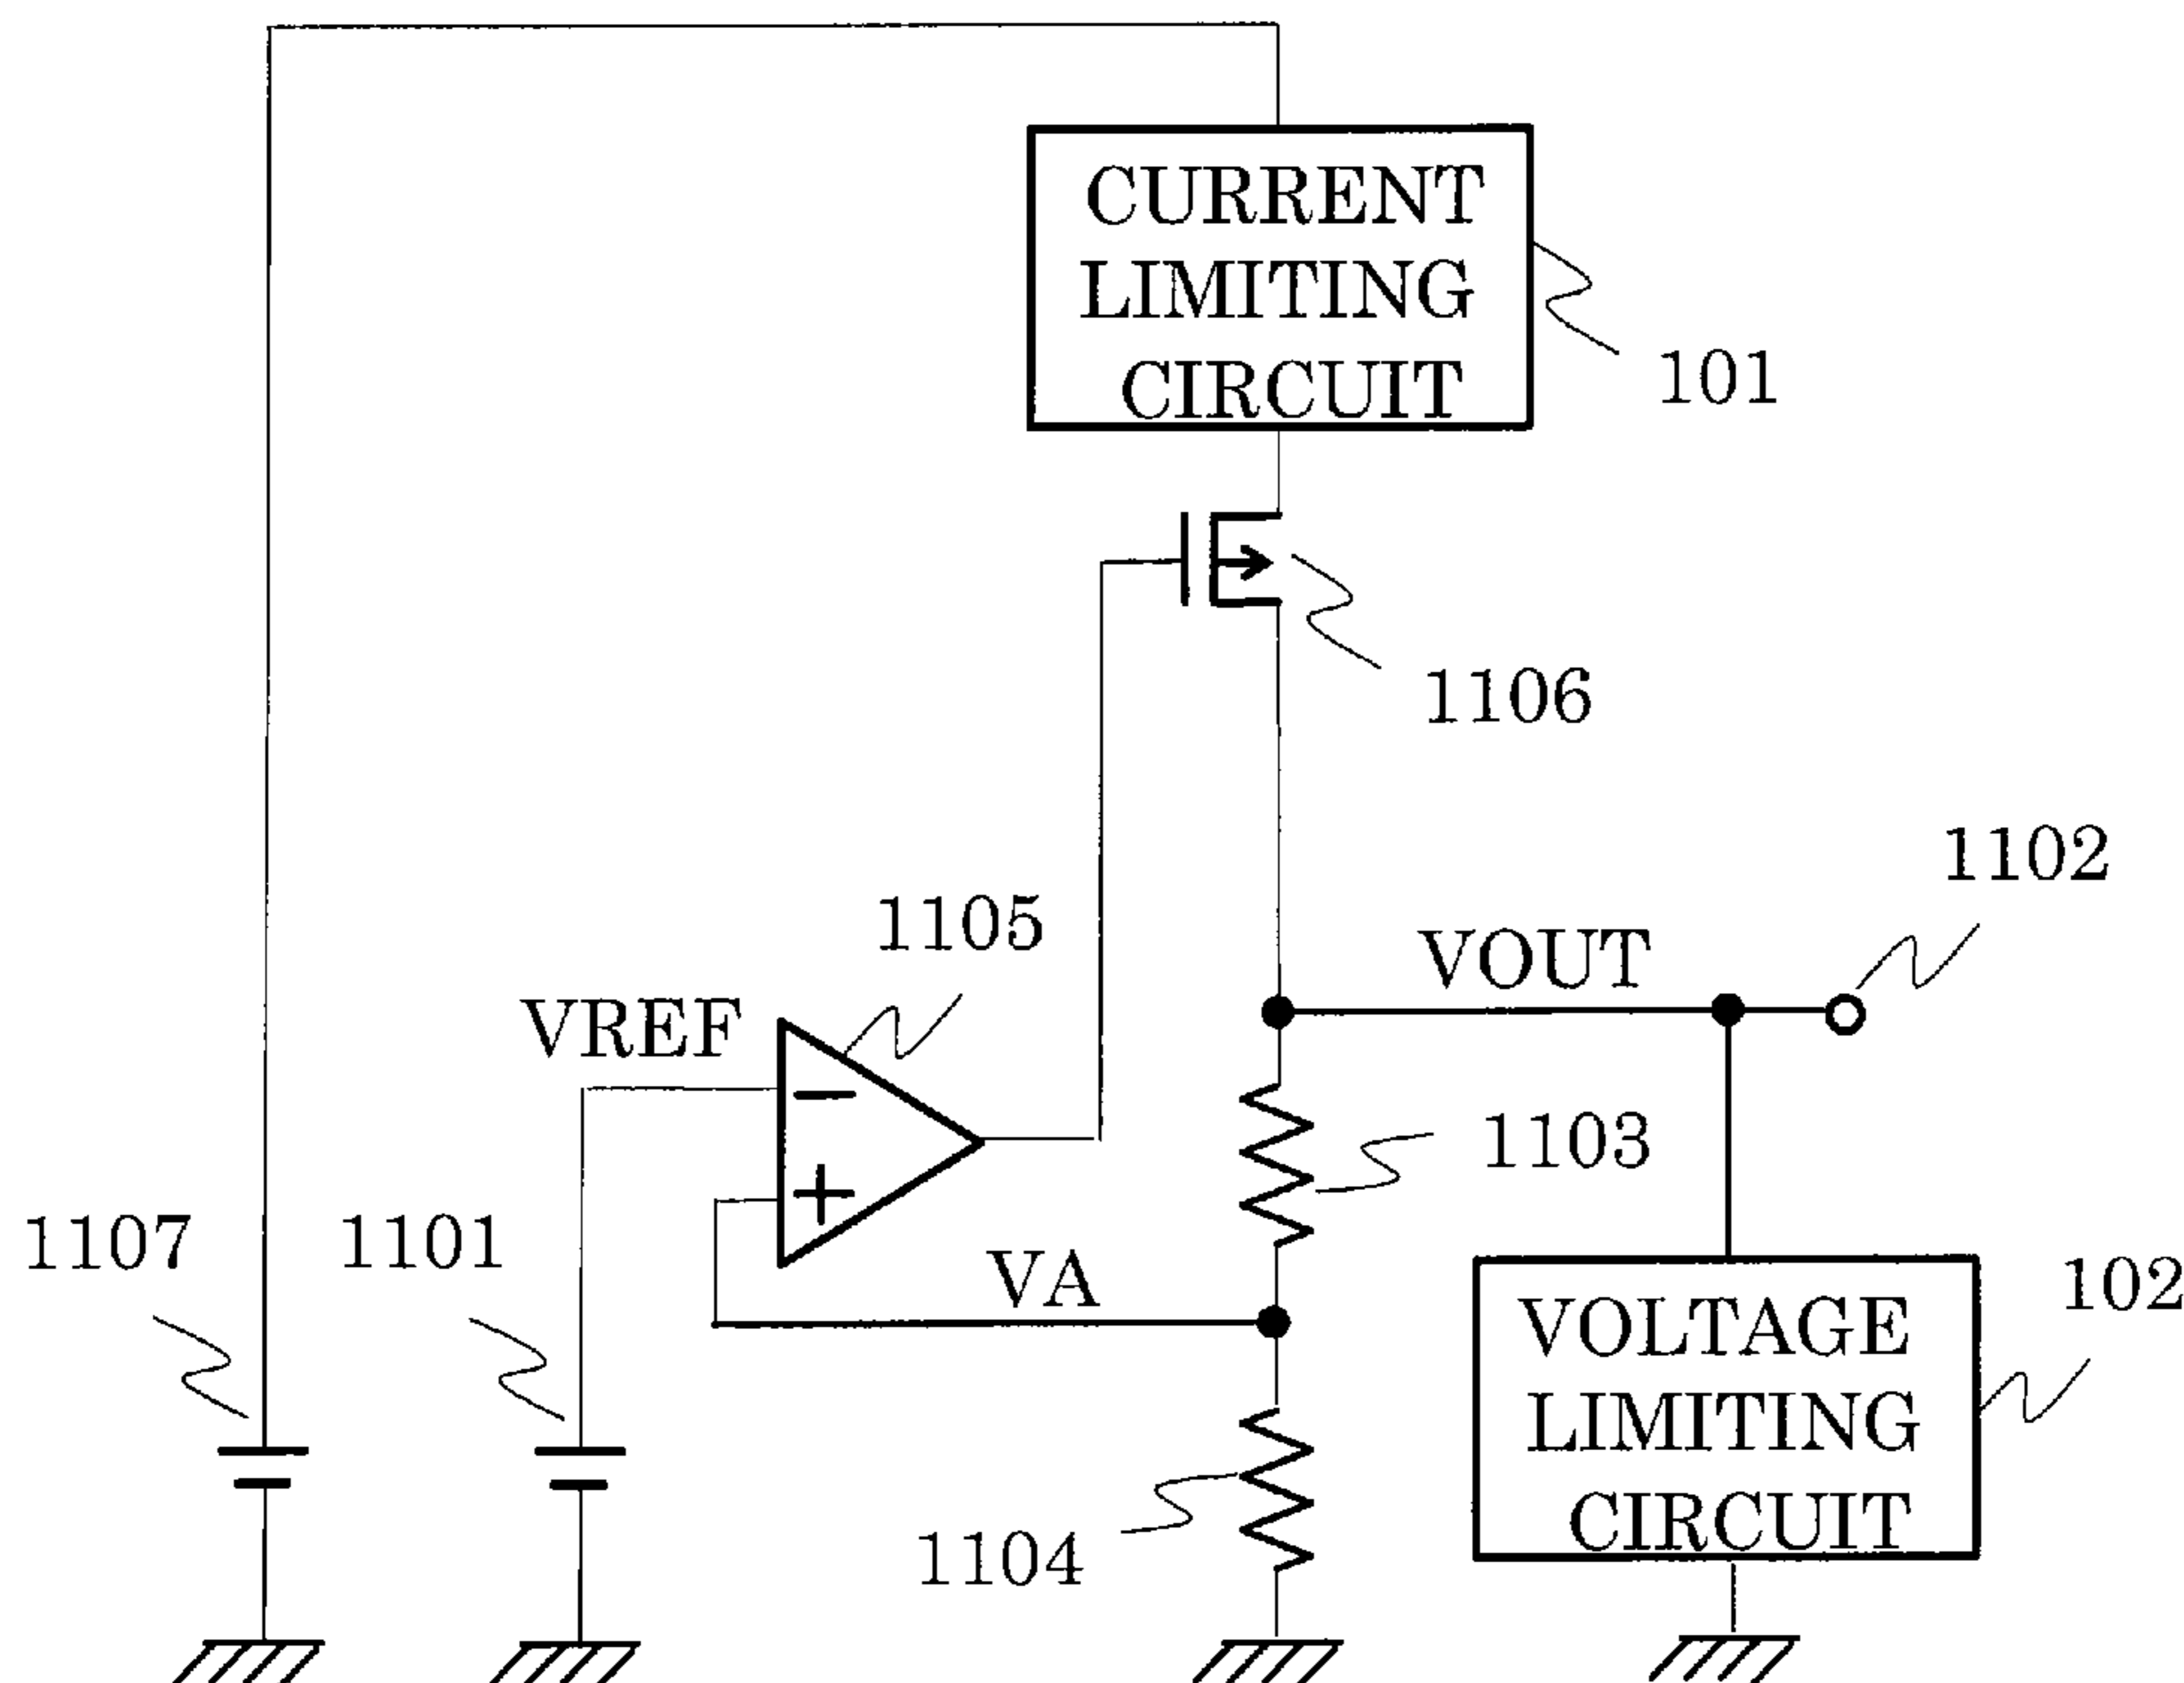 CURRENT
LIMITING
CIRCUIT
101
1106
1102
1105
VOUT
VREF
−
+
1103
1107
1101
VA
102
VOLTAGE
LIMITING
CIRCUIT
1104